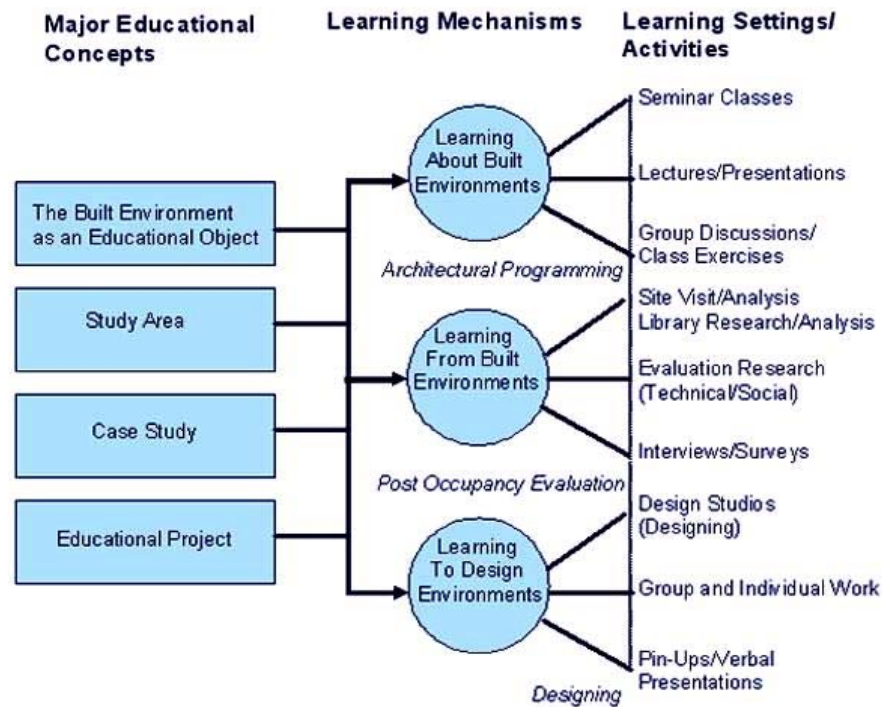 Major Educational
Concepts
Learning Mechanisms
Learning Settings/
Activities
The Built Environment
as an Educational Object
Study Area
Case Study
Educational Project
Learning
About Built
Environments
Architectural Programming
Learning
From Built
Environments
Post Occupancy Evaluation
Learning
To Design
Environments
Designing
Seminar Classes
Lectures/Presentations
Group Discussions/
Class Exercises
Site Visit/Analysis
Library Research/Analysis
Evaluation Research
(Technical/Social)
Interviews/Surveys
Design Studios
(Designing)
Group and Individual Work
Pin-Ups/Verbal
Presentations